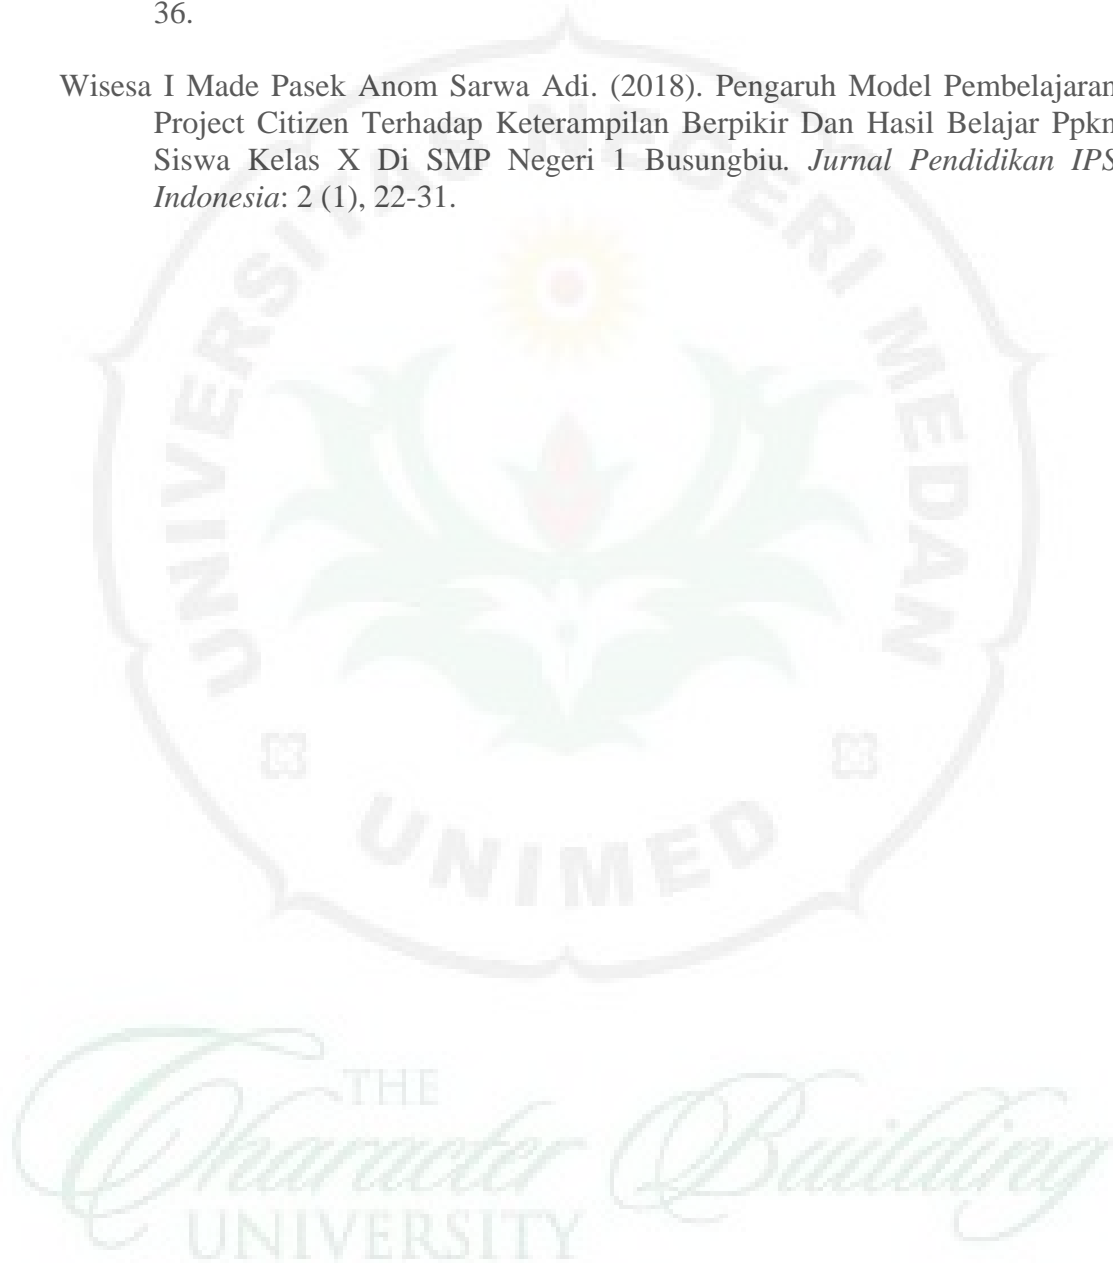 36.
Wisesa I Made Pasek Anom Sarwa Adi. (2018). Pengaruh Model Pembelajaran
Project Citizen Terhadap Keterampilan Berpikir Dan Hasil Belajar Ppkn
Siswa Kelas X Di SMP Negeri 1 Busungbiu. Jurnal Pendidikan IPS
Indonesia: 2 (1), 22-31.
UNIVERSITAS NEGERI MEDAN
UNIMED
THE
Character Building
UNIVERSITY